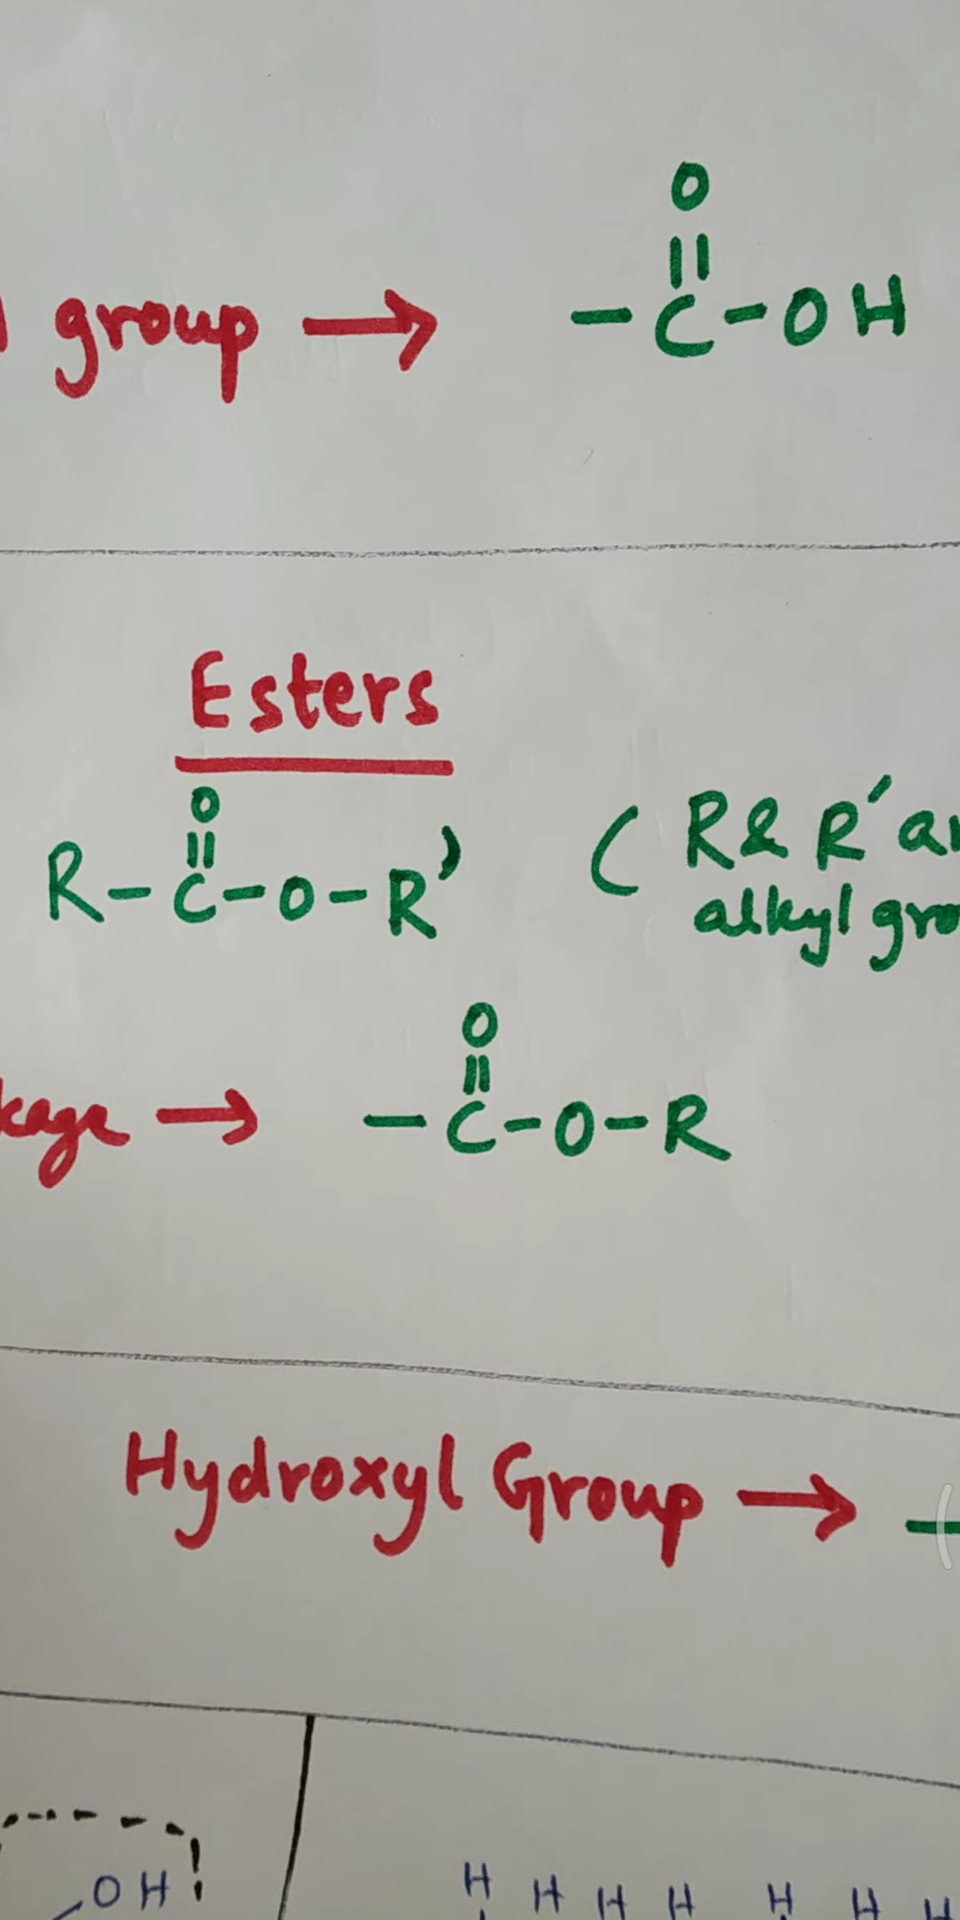 group → -C-OH
O
||
Esters
O
||
R-C-O-R'
( R & R'
alkyl
O
||
→ -C-O-R
Hydroxyl Group → -
OH
H H H H H H H